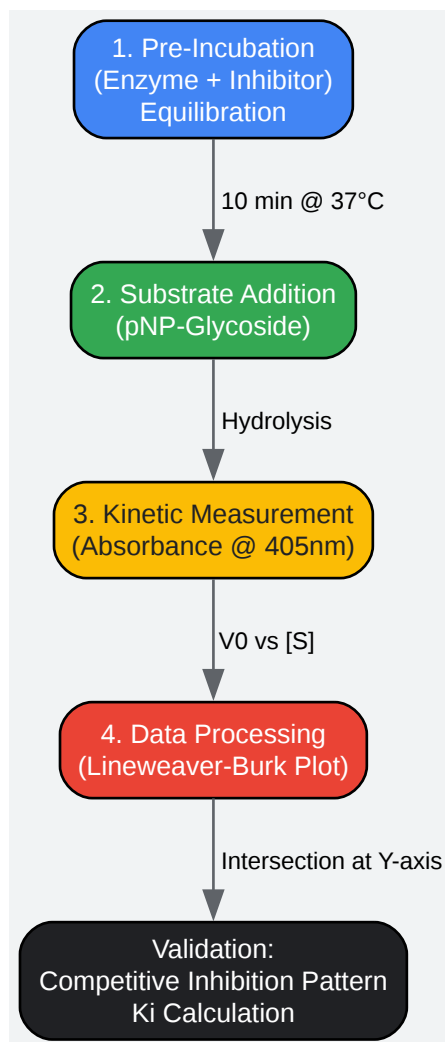 1. Pre-Incubation
(Enzyme + Inhibitor)
Equilibration
10 min @ 37°C
2. Substrate Addition
(pNP-Glycoside)
Hydrolysis
3. Kinetic Measurement
(Absorbance @ 405nm)
V0 vs [S]
4. Data Processing
(Lineweaver-Burk Plot)
Intersection at Y-axis
Validation:
Competitive Inhibition Pattern
Ki Calculation